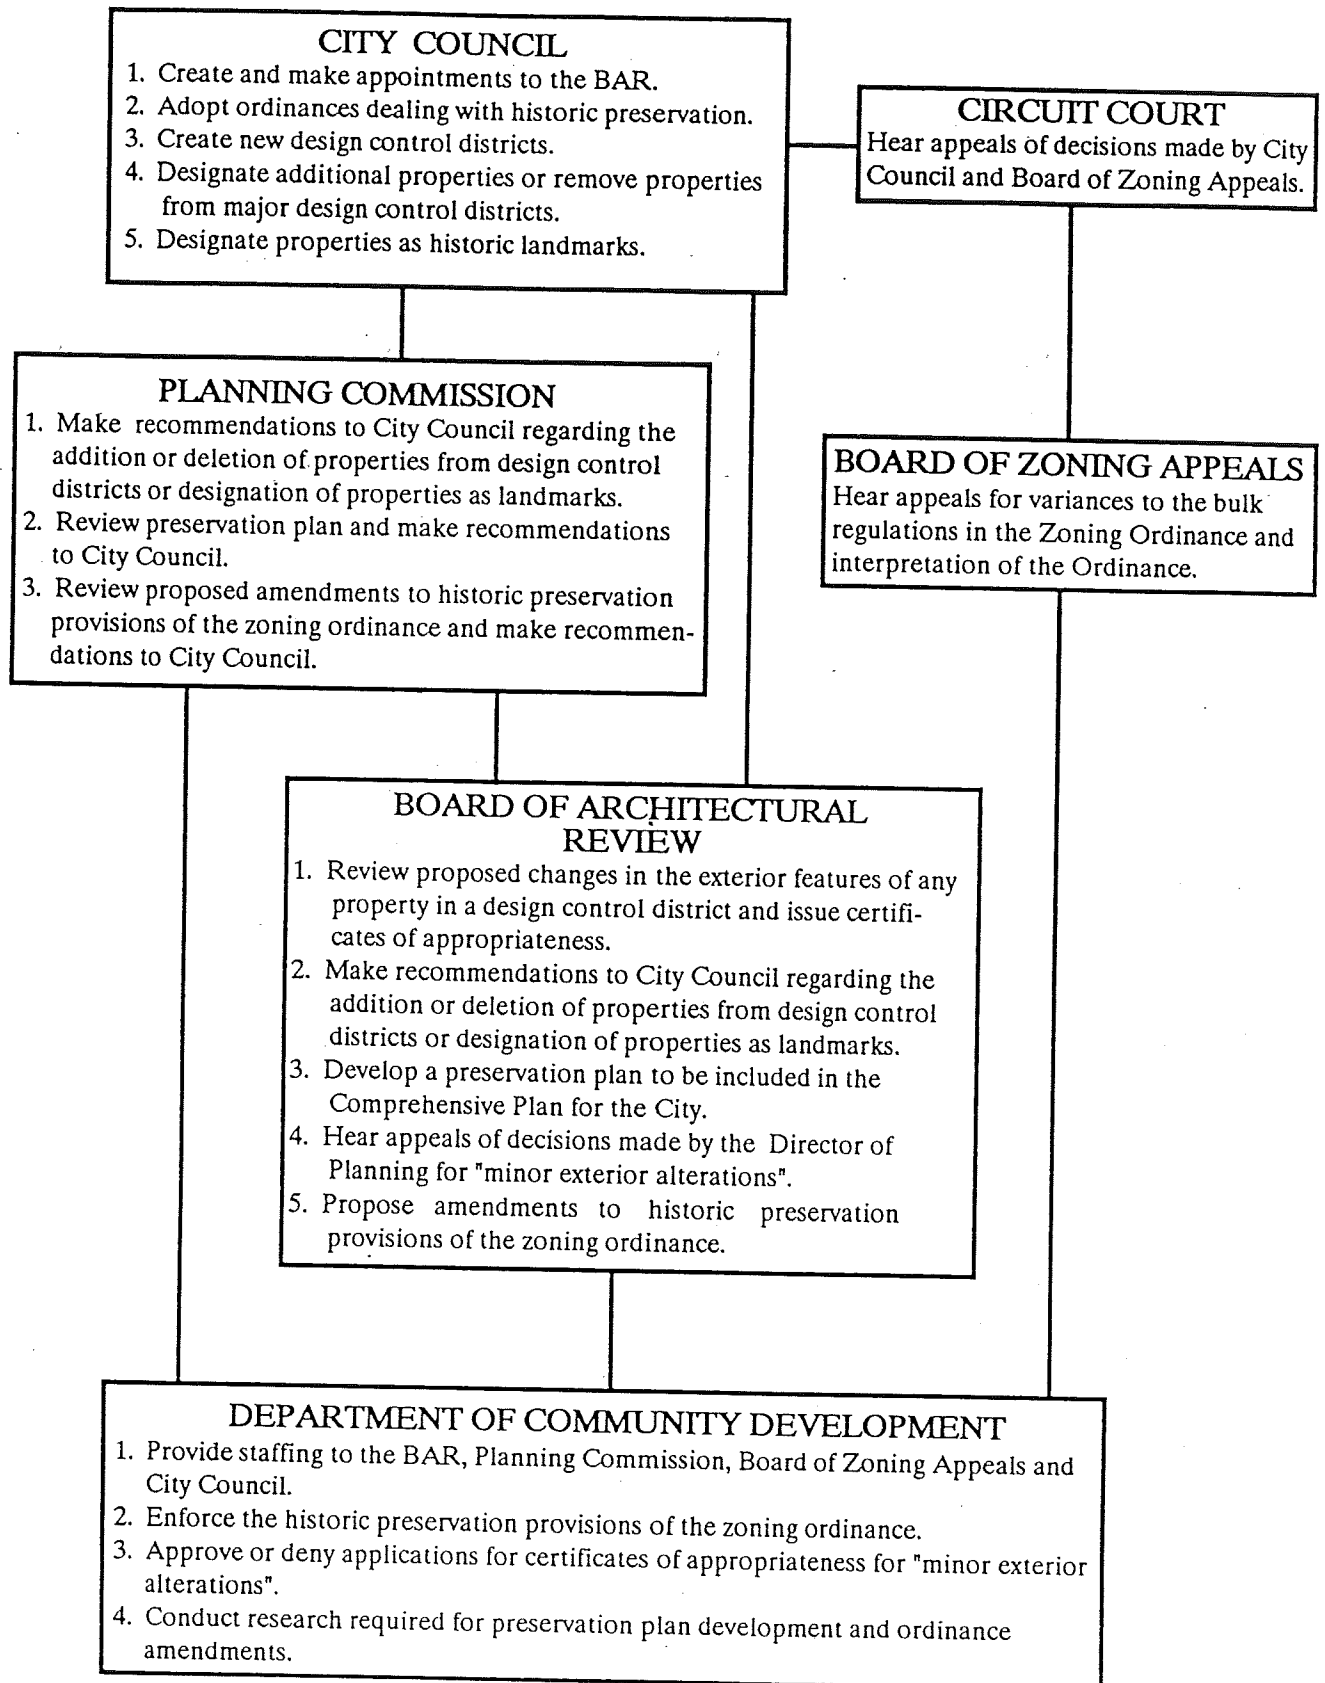 CITY COUNCIL
1. Create and make appointments to the BAR.
2. Adopt ordinances dealing with historic preservation.
3. Create new design control districts.
4. Designate additional properties or remove properties
from major design control districts.
5. Designate properties as historic landmarks.
CIRCUIT COURT
Hear appeals of decisions made by City
Council and Board of Zoning Appeals.
PLANNING COMMISSION
1. Make recommendations to City Council regarding the
addition or deletion of properties from design control
districts or designation of properties as landmarks.
2. Review preservation plan and make recommendations
to City Council.
3. Review proposed amendments to historic preservation
provisions of the zoning ordinance and make recommen-
dations to City Council.
BOARD OF ZONING APPEALS
Hear appeals for variances to the bulk
regulations in the Zoning Ordinance and
interpretation of the Ordinance.
BOARD OF ARCHITECTURAL
REVIEW
1. Review proposed changes in the exterior features of any
property in a design control district and issue certifi-
cates of appropriateness.
2. Make recommendations to City Council regarding the
addition or deletion of properties from design control
districts or designation of properties as landmarks.
3. Develop a preservation plan to be included in the
Comprehensive Plan for the City.
4. Hear appeals of decisions made by the Director of
Planning for "minor exterior alterations".
5. Propose amendments to historic preservation
provisions of the zoning ordinance.
DEPARTMENT OF COMMUNITY DEVELOPMENT
1. Provide staffing to the BAR, Planning Commission, Board of Zoning Appeals and
City Council.
2. Enforce the historic preservation provisions of the zoning ordinance.
3. Approve or deny applications for certificates of appropriateness for "minor exterior
alterations".
4. Conduct research required for preservation plan development and ordinance
amendments.